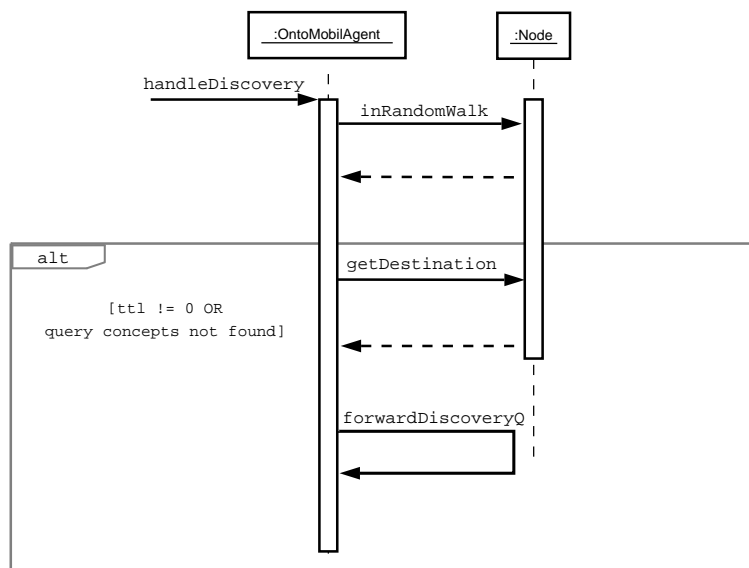 :OntoMobilAgent
:Node
handleDiscovery
inRandomWalk
alt
getDestination
[ttl != 0 OR
query concepts not found]
forwardDiscoveryQ